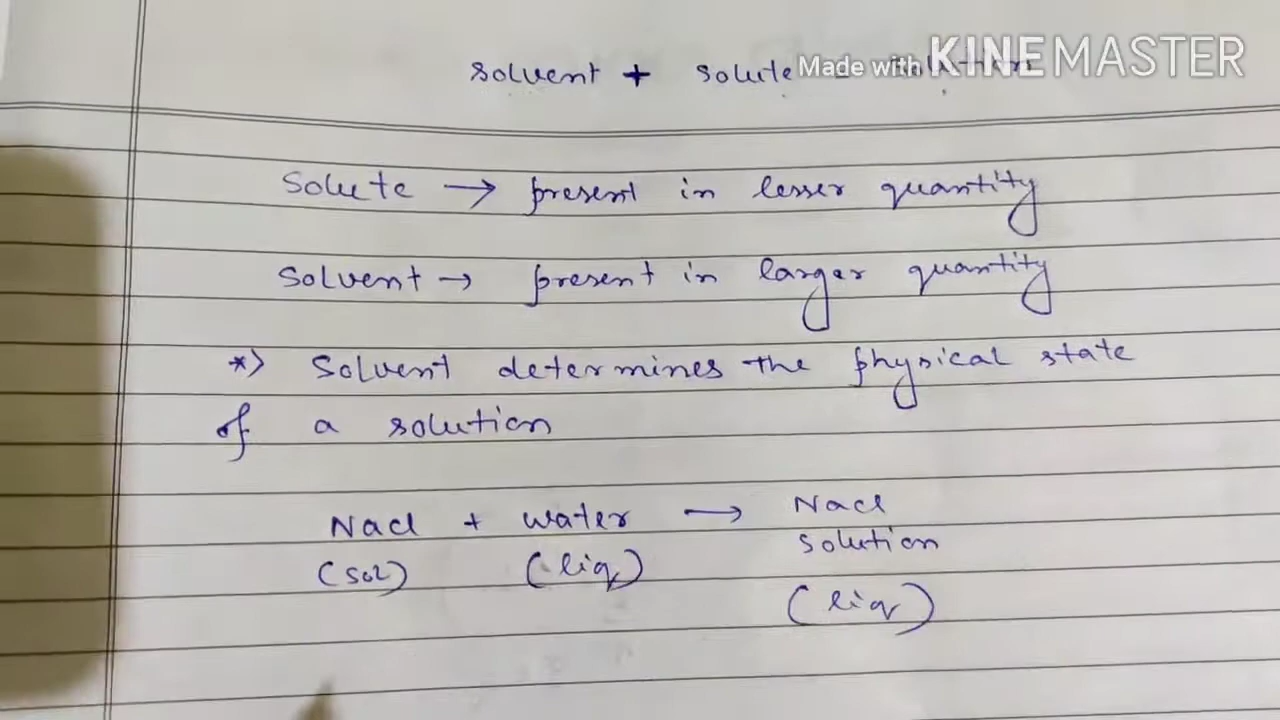 solvent + solute = solution
Made with KINEMASTER
Solute → present in lesser quantity
Solvent → present in larger quantity
*) Solvent determines the physical state
of a solution
Nacl + water → Nacl
solution
(sol) (liq)
(liq)